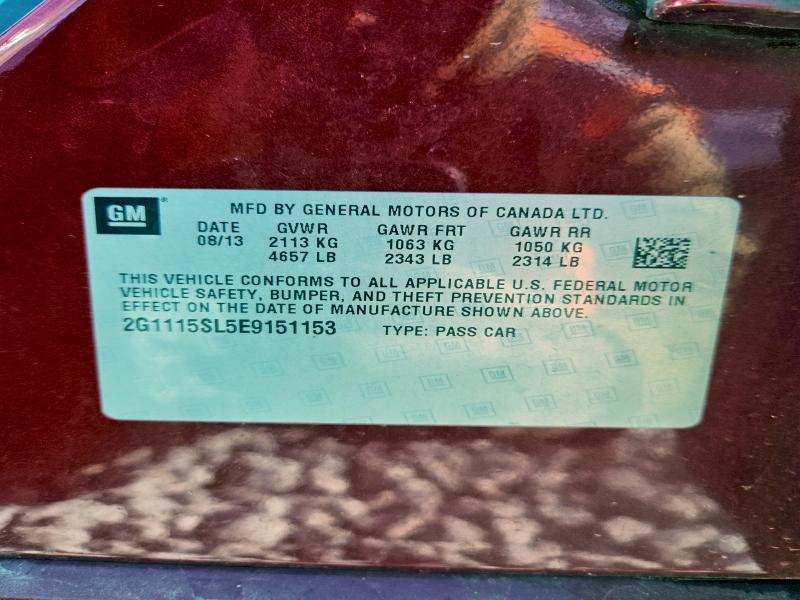 GM
MFD BY GENERAL MOTORS OF CANADA LTD.
DATE GVWR GAWR FRT GAWR RR
08/13 2113 KG 1063 KG 1050 KG
4657 LB 2343 LB 2314 LB
THIS VEHICLE CONFORMS TO ALL APPLICABLE U.S. FEDERAL MOTOR
VEHICLE SAFETY, BUMPER, AND THEFT PREVENTION STANDARDS IN
EFFECT ON THE DATE OF MANUFACTURE SHOWN ABOVE.
2G1115SL5E9151153 TYPE: PASS CAR